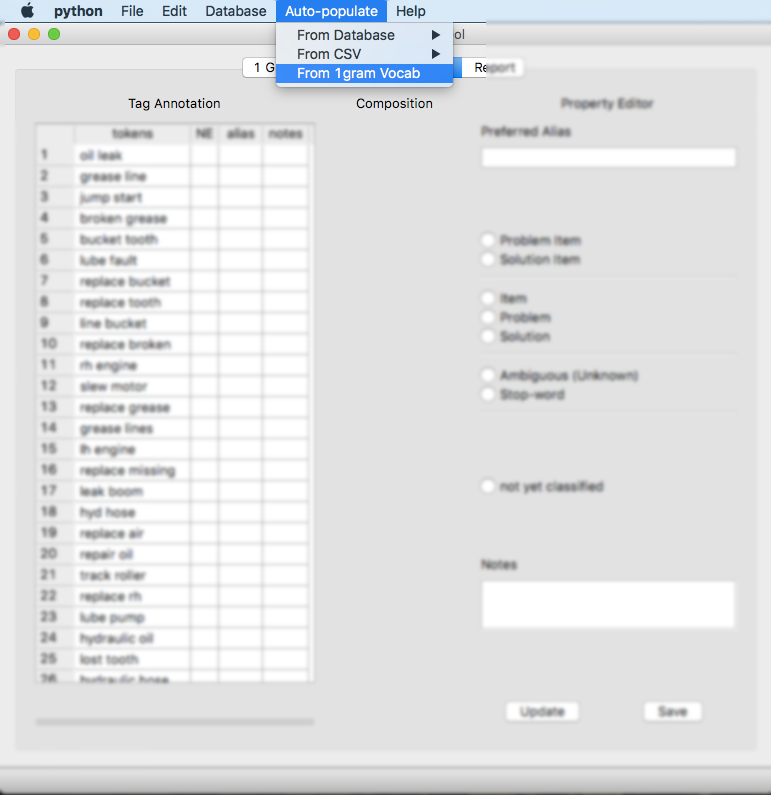 python File Edit Database Auto-populate Help
From Database
From CSV
From 1gram Vocab
ol
1 G
Report
Tag Annotation Composition Property Editor
tokens NE alias notes
Preferred Alias
1 oil leak
2 grease line
3 jump start
4 broken grease
5 bucket tooth
6 lube fault
7 replace bucket
8 replace tooth
9 line bucket
10 replace broken
11 rh engine
12 slew motor
13 replace grease
14 grease lines
15 lh engine
16 replace missing
17 leak boom
18 hyd hose
19 replace air
20 repair oil
21 track roller
22 replace rh
23 lube pump
24 hydraulic oil
25 lost tooth
26 hydraulic hose
Problem Item
Solution Item
Item
Problem
Solution
Ambiguous (Unknown)
Stop-word
not yet classified
Notes
Update Save